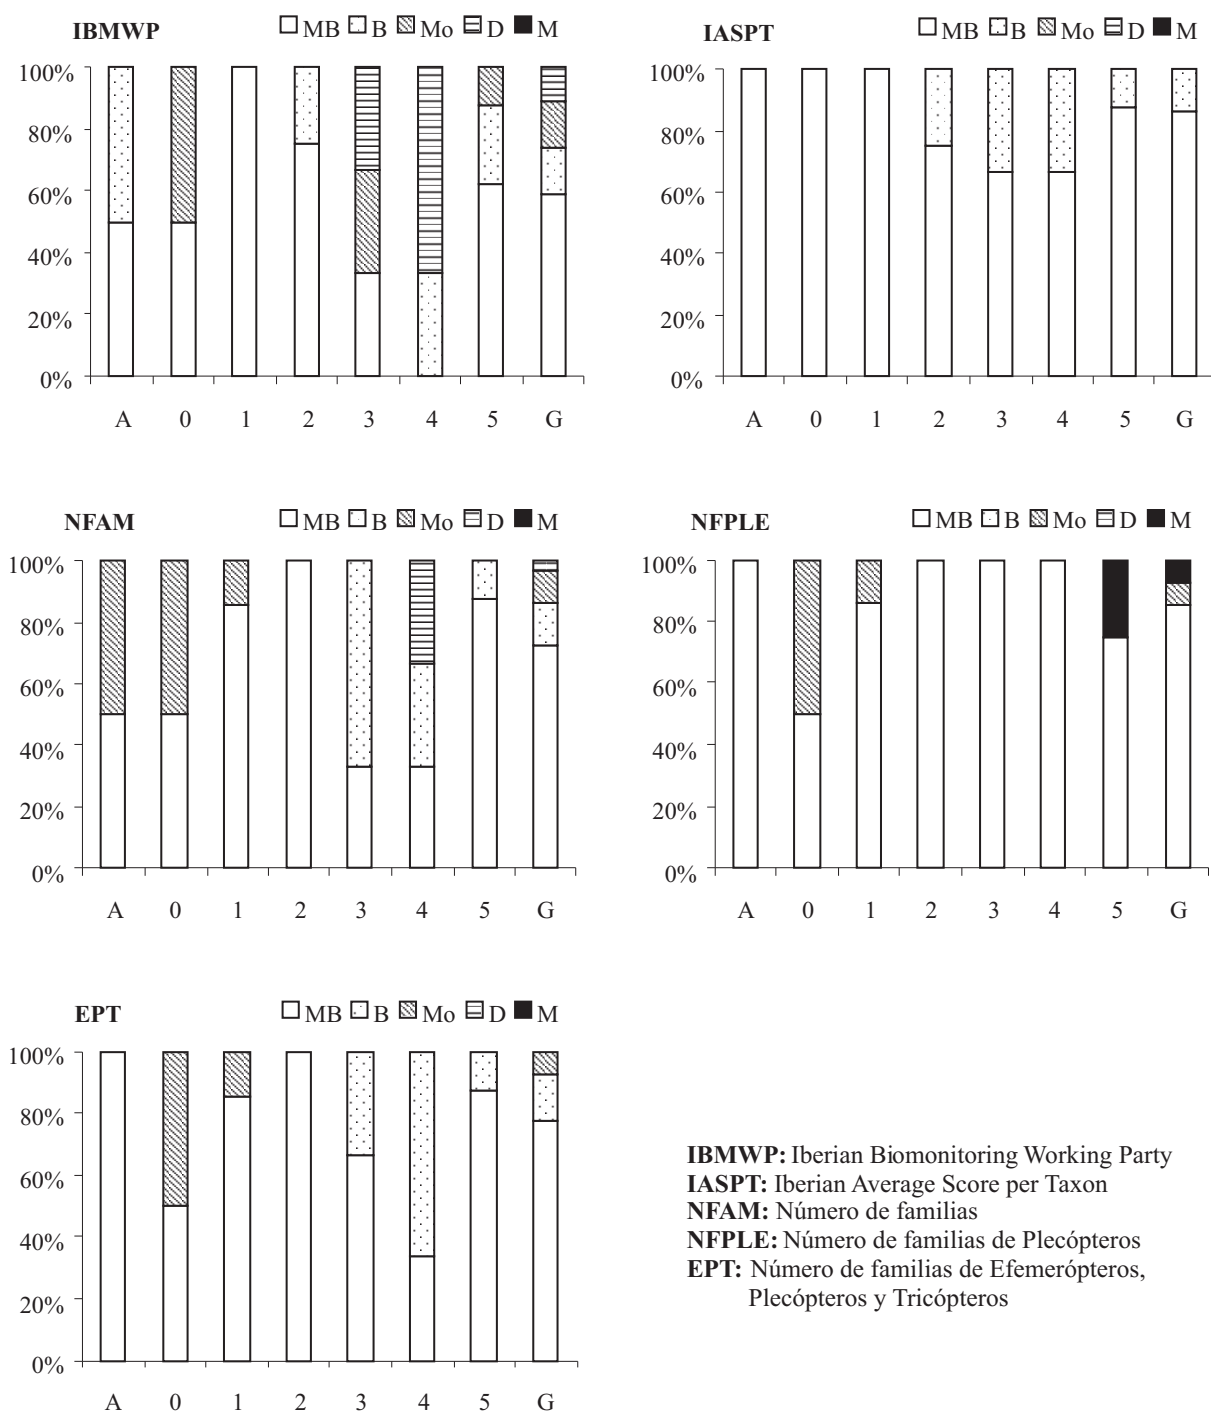 IBMWP MB B Mo D M
100%
80%
60%
40%
20%
0%
A 0 1 2 3 4 5 G
IASPT MB B Mo D M
100%
80%
60%
40%
20%
0%
A 0 1 2 3 4 5 G
NFAM MB B Mo D M
100%
80%
60%
40%
20%
0%
A 0 1 2 3 4 5 G
NFPLE MB B Mo D M
100%
80%
60%
40%
20%
0%
A 0 1 2 3 4 5 G
EPT MB B Mo D M
100%
80%
60%
40%
20%
0%
A 0 1 2 3 4 5 G
IBMWP: Iberian Biomonitoring Working Party
IASPT: Iberian Average Score per Taxon
NFAM: Número de familias
NFPLE: Número de familias de Plecópteros
EPT: Número de familias de Efemerópteros,
Plecópteros y Tricópteros